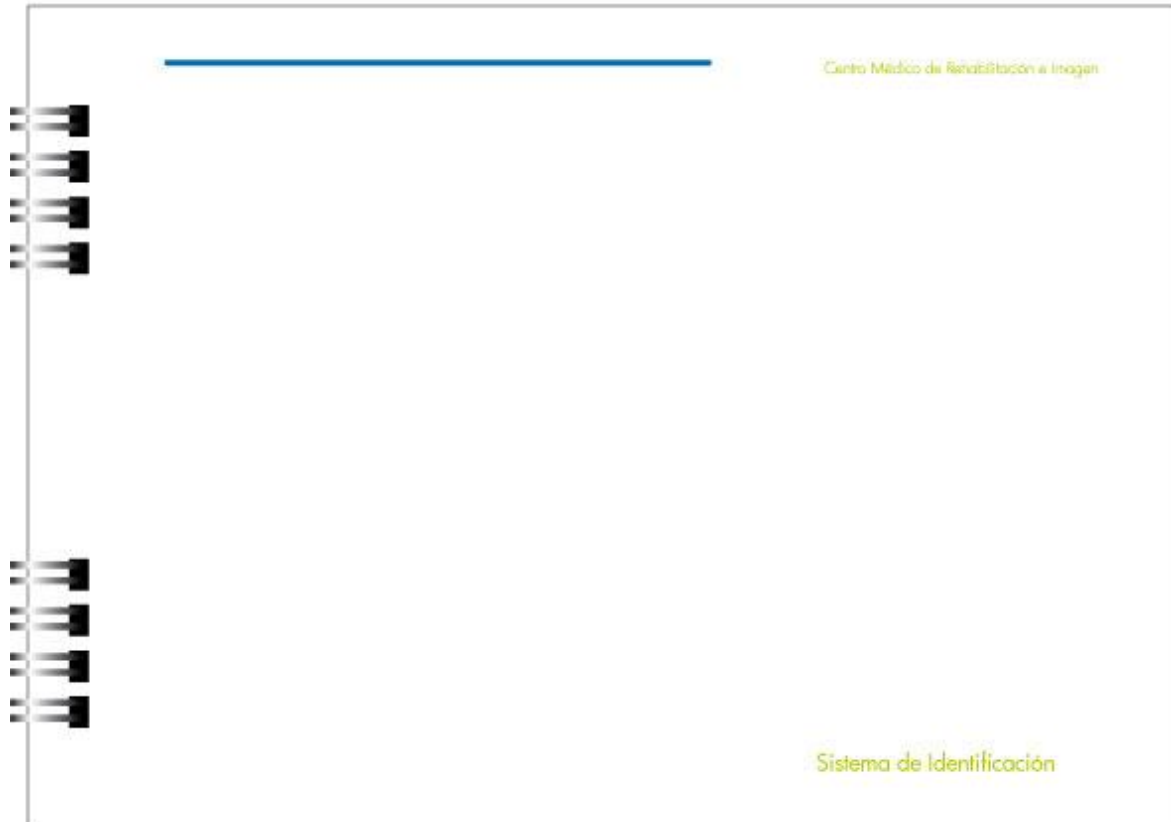 Centro Médico de Rehabilitación e Imagen
Sistema de Identificación